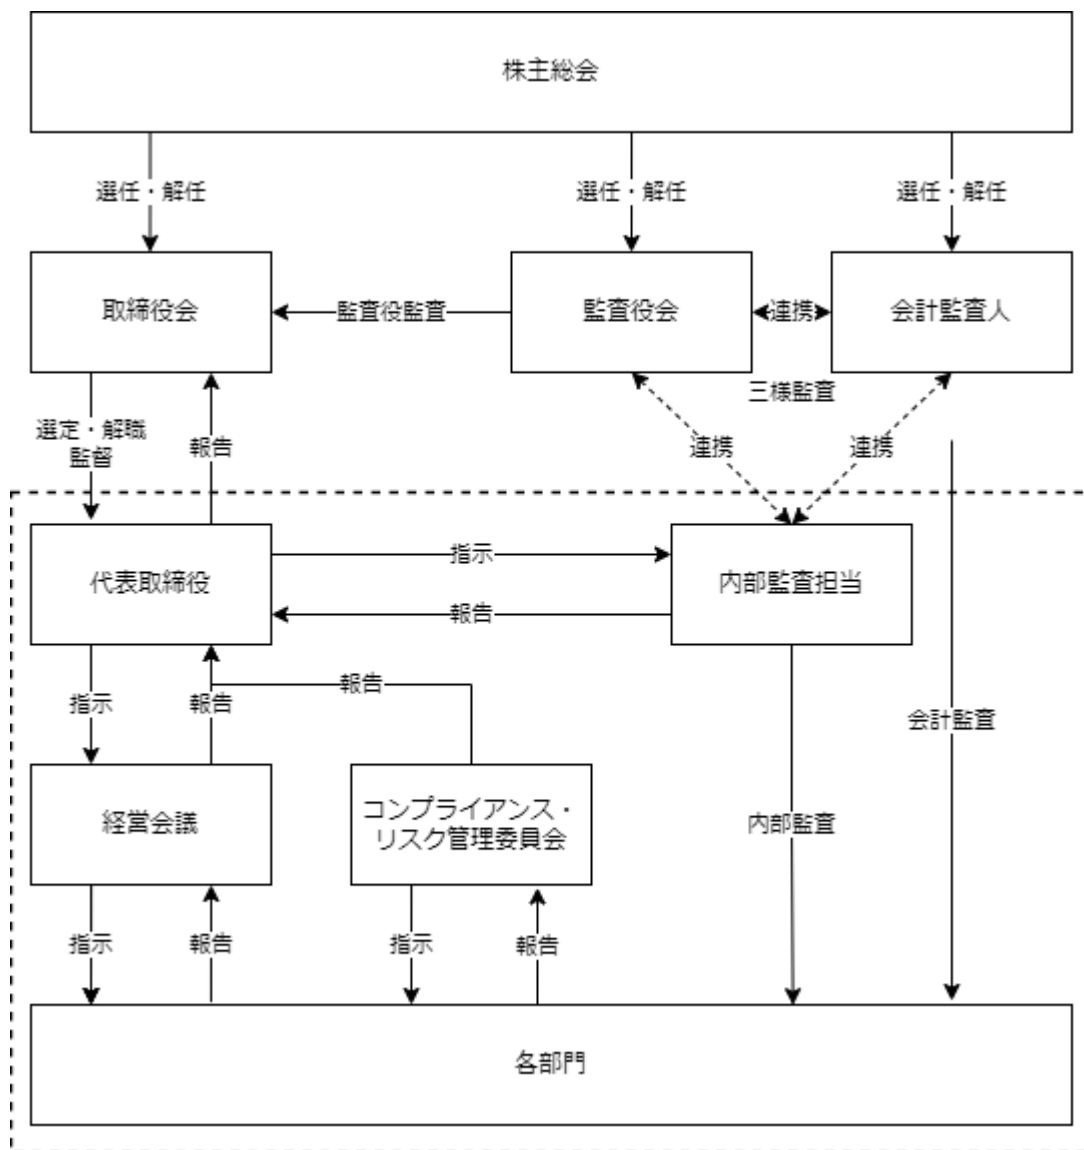 株主総会
選任・解任
選任・解任
選任・解任
取締役会
監査役監査
監査役会
連携
会計監査人
三様監査
選定・解職
監督
報告
連携
連携
代表取締役
指示
報告
内部監査担当
指示
報告
報告
会計監査
経営会議
コンプライアンス・
リスク管理委員会
内部監査
指示
報告
指示
報告
各部門